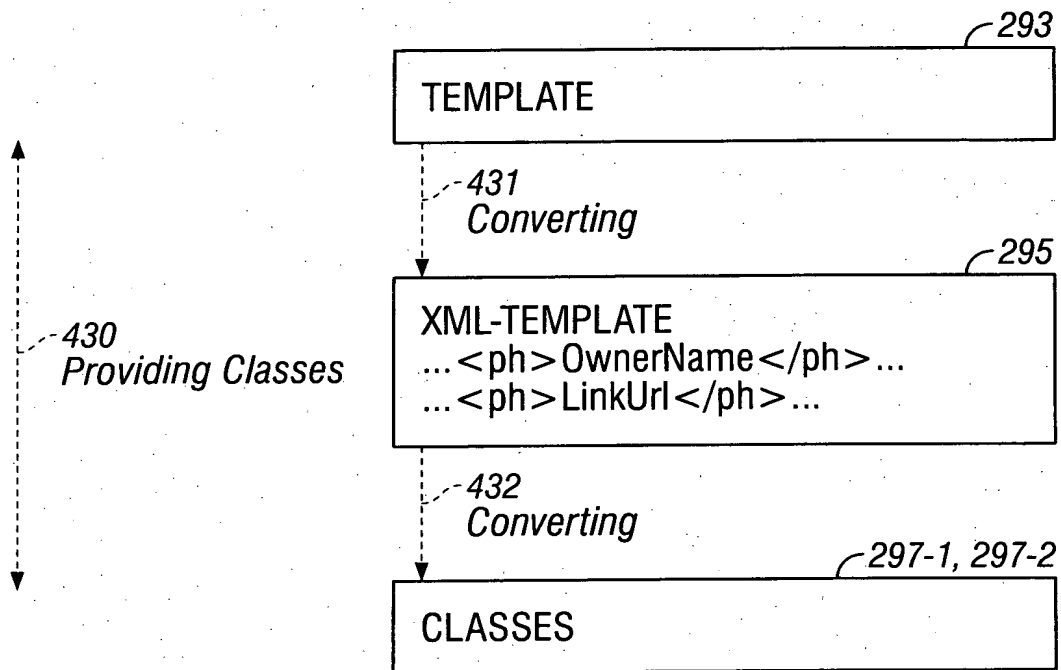 293
TEMPLATE
431
Converting
295
XML-TEMPLATE
...<ph>OwnerName</ph>...
...<ph>LinkUrl</ph>...
430
Providing Classes
432
Converting
297-1, 297-2
CLASSES